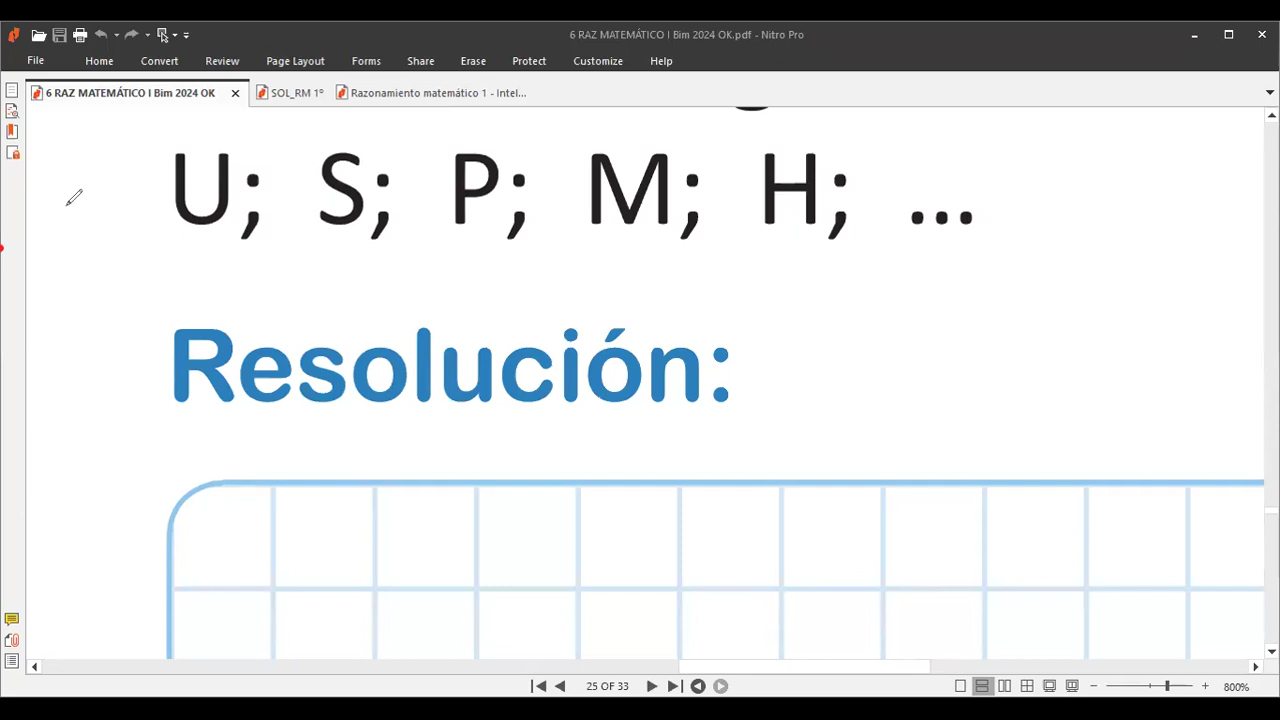 6 RAZ MATEMÁTICO I Bim 2024 OK.pdf - Nitro Pro
File Home Convert Review Page Layout Forms Share Erase Protect Customize Help
6 RAZ MATEMÁTICO I Bim 2024 OK SOL_RM 1º Razonamiento matemático 1 - Intel...
U; S; P; M; H; ...
Resolución:
25 OF 33 800%